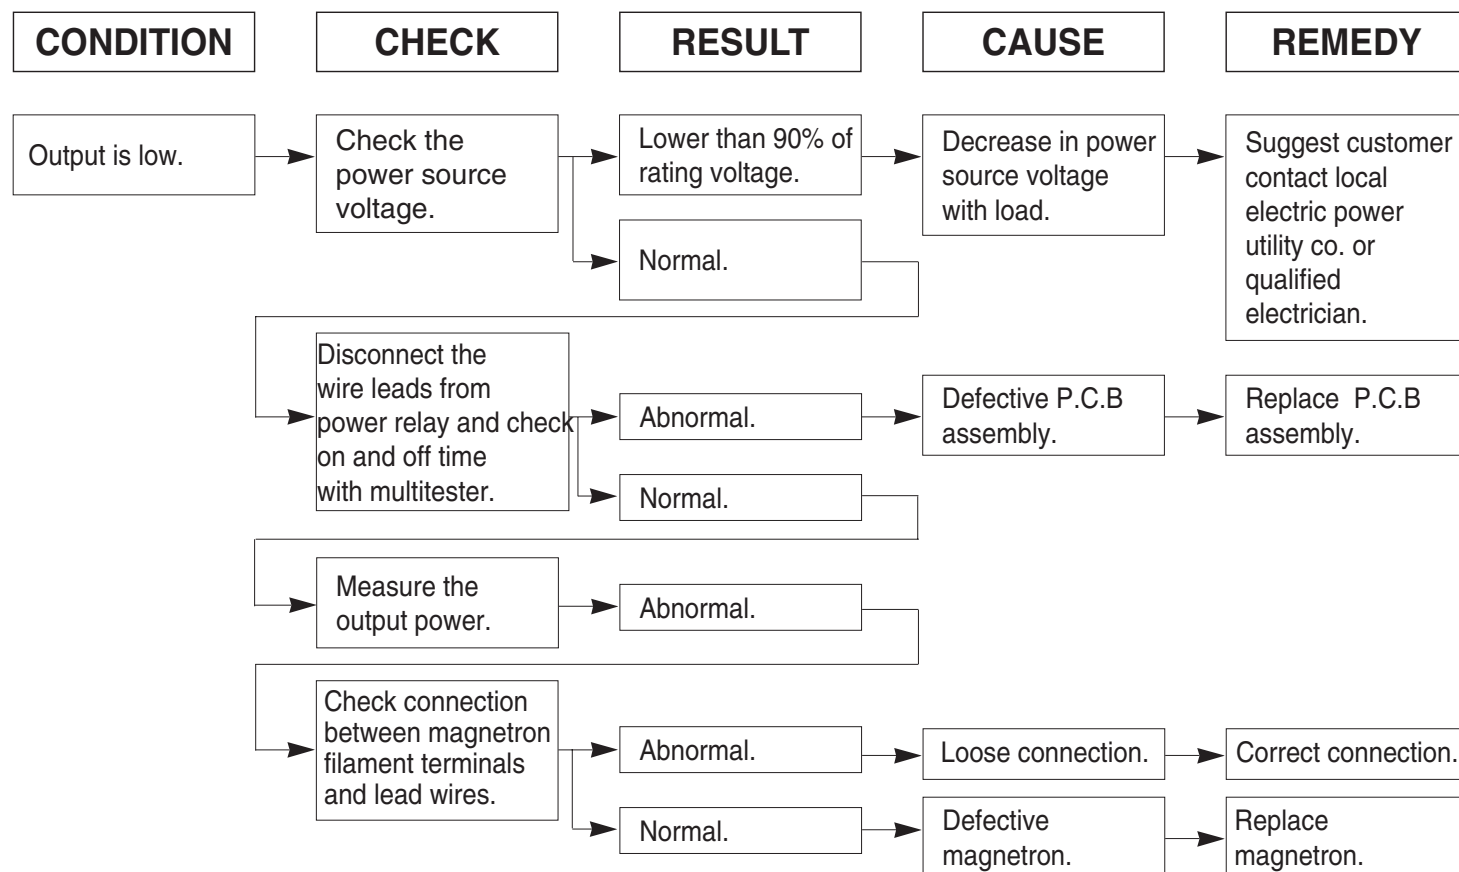 CONDITION
CHECK
RESULT
CAUSE
REMEDY
Output is low.
Check the
power source
voltage.
Lower than 90% of
rating voltage.
Decrease in power
source voltage
with load.
Suggest customer
contact local
electric power
utility co. or
qualified
electrician.
Normal.
Disconnect the
wire leads from
power relay and check
on and off time
with multitester.
Abnormal.
Defective P.C.B
assembly.
Replace P.C.B
assembly.
Normal.
Measure the
output power.
Abnormal.
Check connection
between magnetron
filament terminals
and lead wires.
Abnormal.
Loose connection.
Correct connection.
Normal.
Defective
magnetron.
Replace
magnetron.